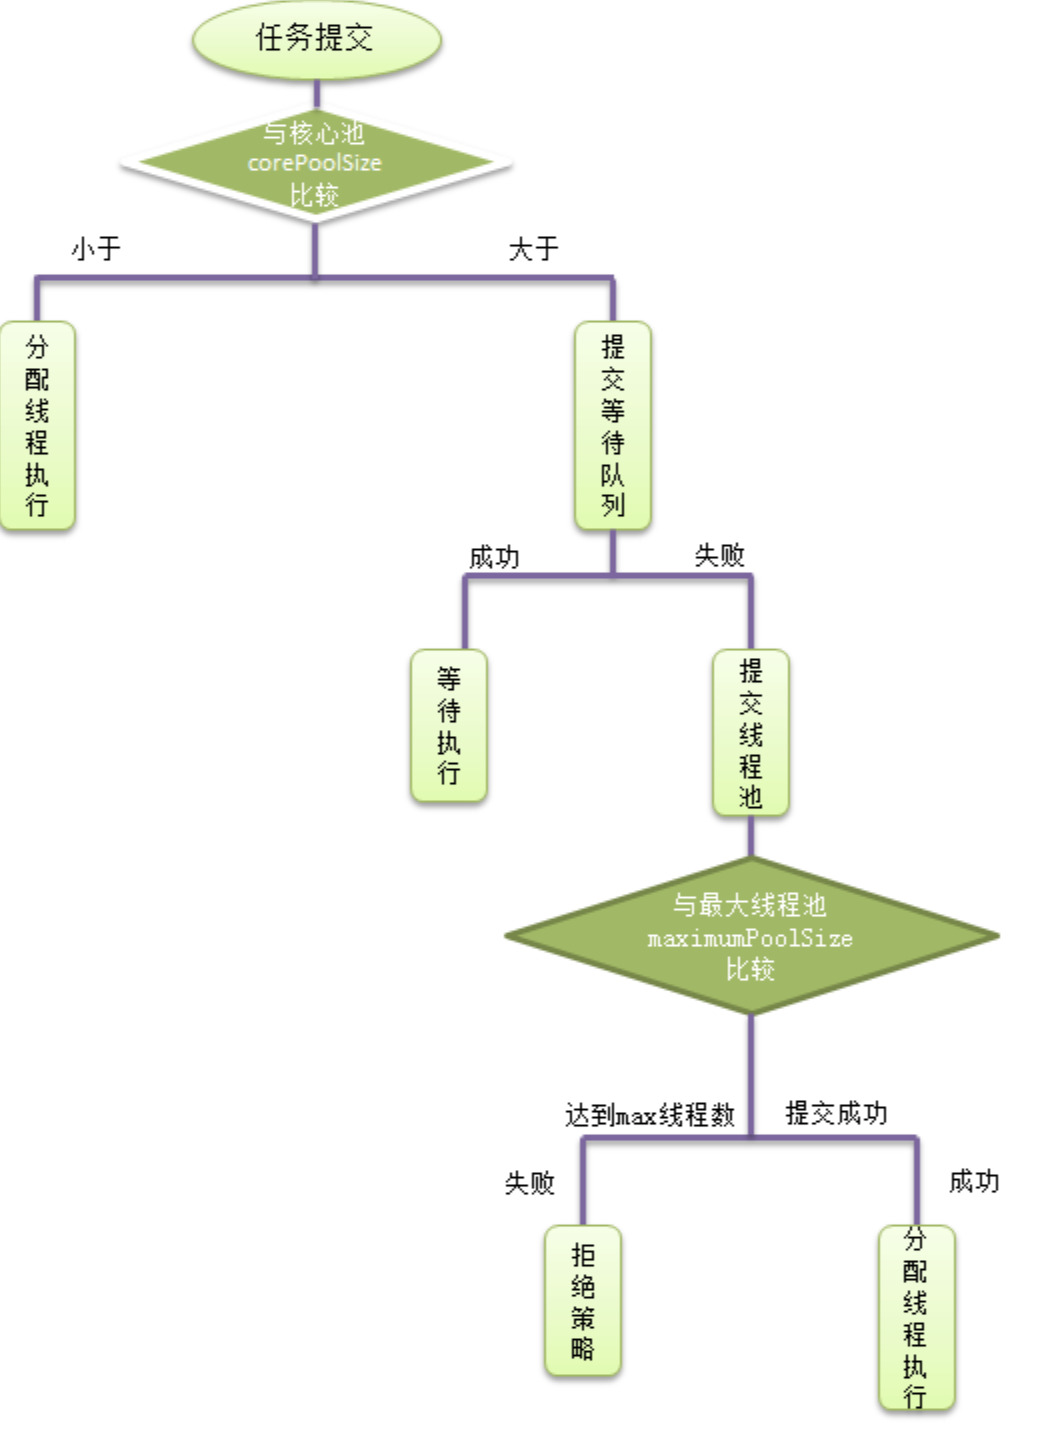 任务提交
与核心池
corePoolSize
比较
小于
大于
分配线程执行
提交等待队列
成功
失败
等待执行
提交线程池
与最大线程池
maximumPoolSize
比较
达到max线程数
提交成功
失败
成功
拒绝策略
分配线程执行